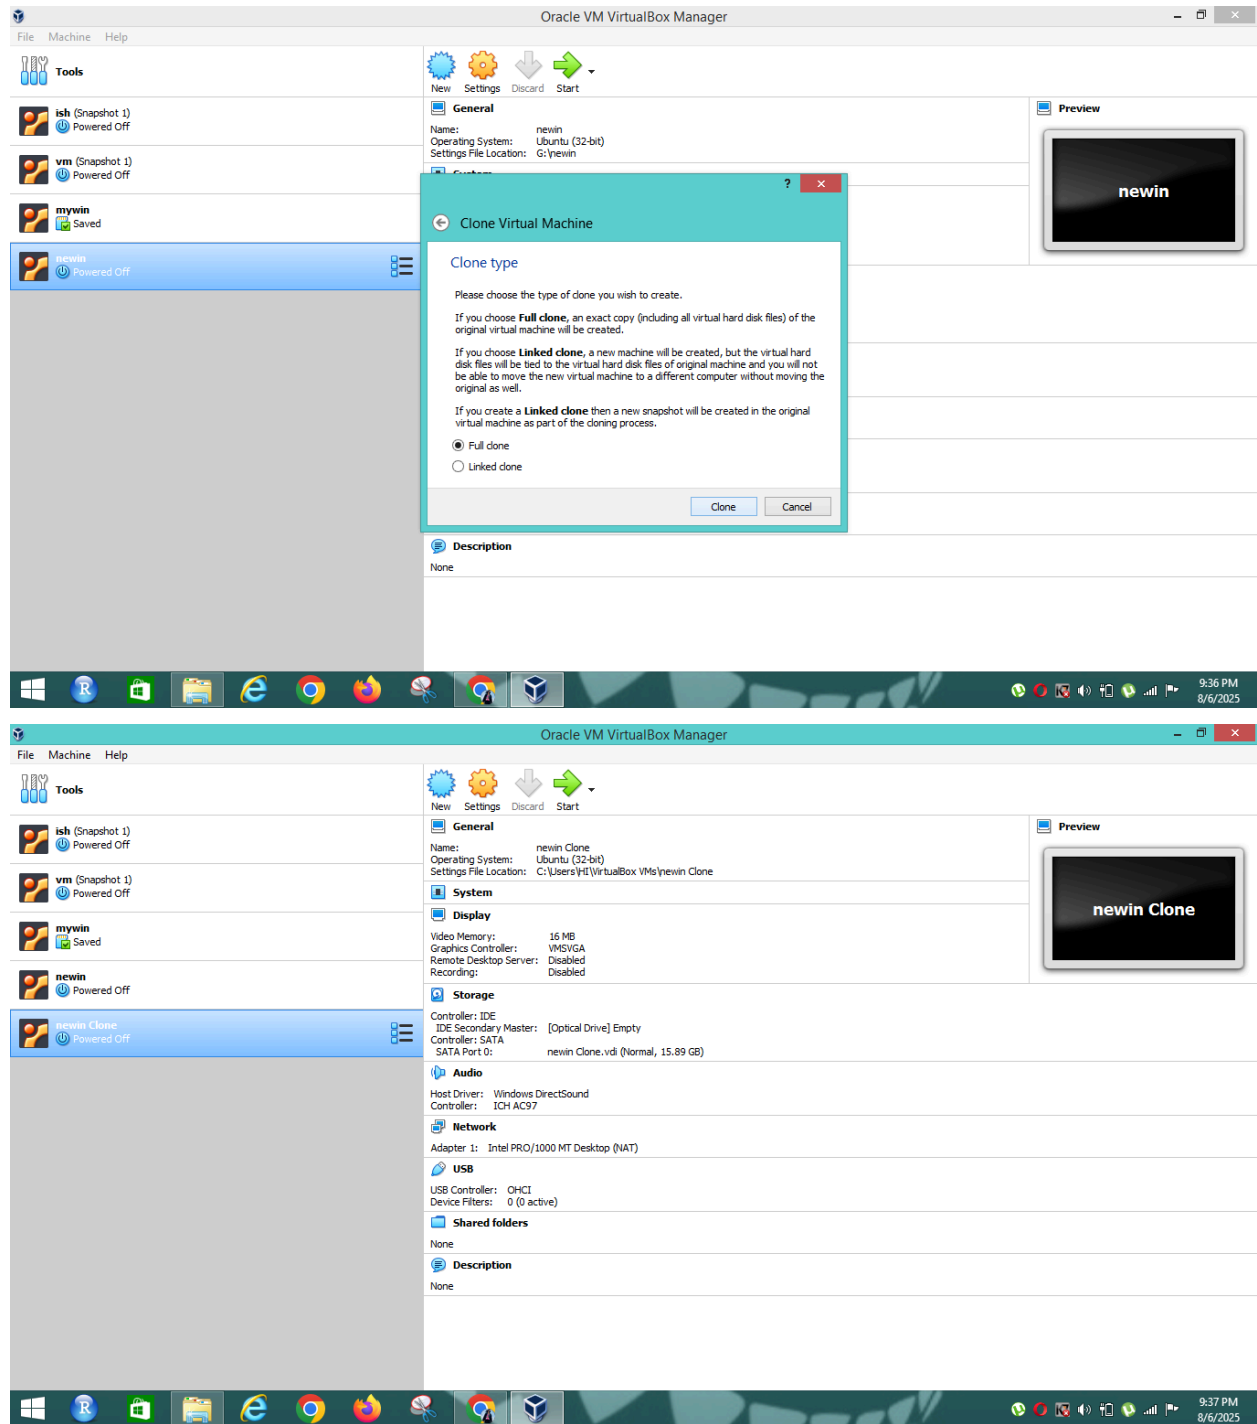 Oracle VM VirtualBox Manager
File Machine Help
Tools
New Settings Discard Start
ish (Snapshot 1)
Powered Off
vm (Snapshot 1)
Powered Off
mywin
Saved
newin
Powered Off
General
Name: newin
Operating System: Ubuntu (32-bit)
Settings File Location: G:\newin
System
Preview
newin
? ×
Clone Virtual Machine
Clone type
Please choose the type of clone you wish to create.
If you choose Full clone, an exact copy (including all virtual hard disk files) of the
original virtual machine will be created.
If you choose Linked clone, a new machine will be created, but the virtual hard
disk files will be tied to the virtual hard disk files of original machine and you will not
be able to move the new virtual machine to a different computer without moving the
original as well.
If you create a Linked clone then a new snapshot will be created in the original
virtual machine as part of the cloning process.
Full clone
Linked clone
Clone Cancel
Description
None
9:36 PM
8/6/2025
Oracle VM VirtualBox Manager
File Machine Help
Tools
New Settings Discard Start
ish (Snapshot 1)
Powered Off
vm (Snapshot 1)
Powered Off
mywin
Saved
newin
Powered Off
newin Clone
Powered Off
General
Name: newin Clone
Operating System: Ubuntu (32-bit)
Settings File Location: C:\Users\HI\VirtualBox VMs\newin Clone
System
Display
Video Memory: 16 MB
Graphics Controller: VMSVGA
Remote Desktop Server: Disabled
Recording: Disabled
Preview
newin Clone
Storage
Controller: IDE
IDE Secondary Master: [Optical Drive] Empty
Controller: SATA
SATA Port 0: newin Clone.vdi (Normal, 15.89 GB)
Audio
Host Driver: Windows DirectSound
Controller: ICH AC97
Network
Adapter 1: Intel PRO/1000 MT Desktop (NAT)
USB
USB Controller: OHCI
Device Filters: 0 (0 active)
Shared folders
None
Description
None
9:37 PM
8/6/2025